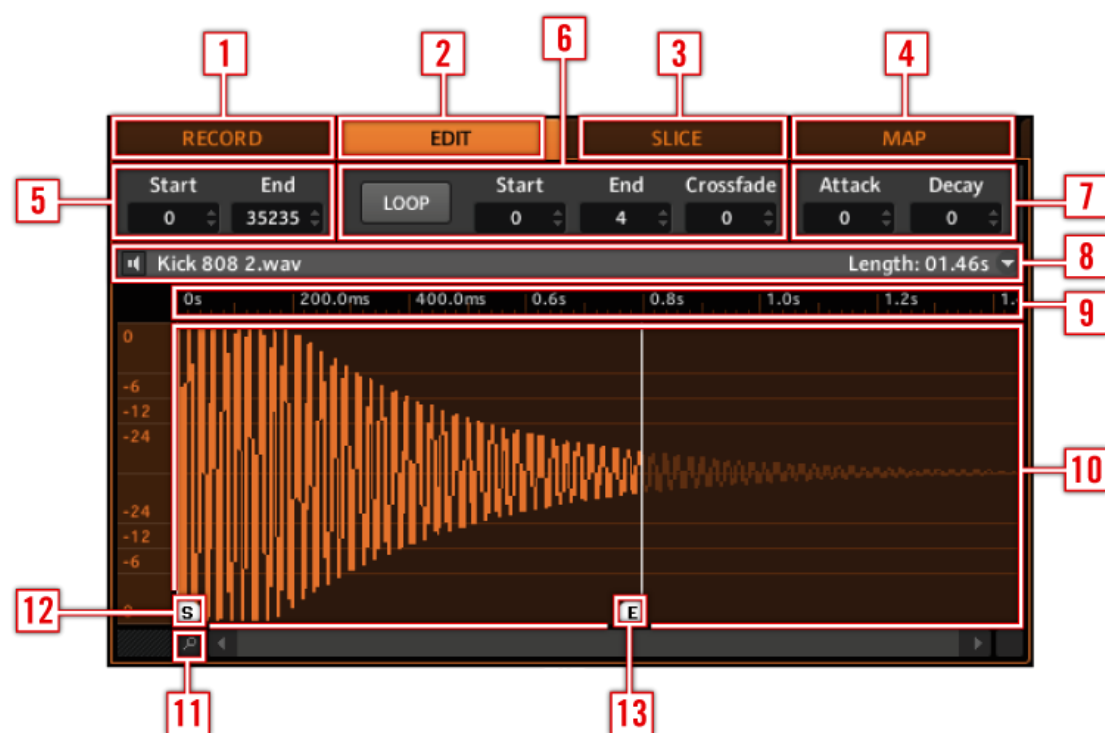 6
1 2 3 4
RECORD EDIT SLICE MAP
5 Start End LOOP Start End Crossfade Attack Decay 7
0 35235 0 4 0 0 0
Kick 808 2.wav Length: 01.46s 8
0s 200.0ms 400.0ms 0.6s 0.8s 1.0s 1.2s 9
0
-6
-12
-24
10
-24
-12
-6
12 S E
11 13